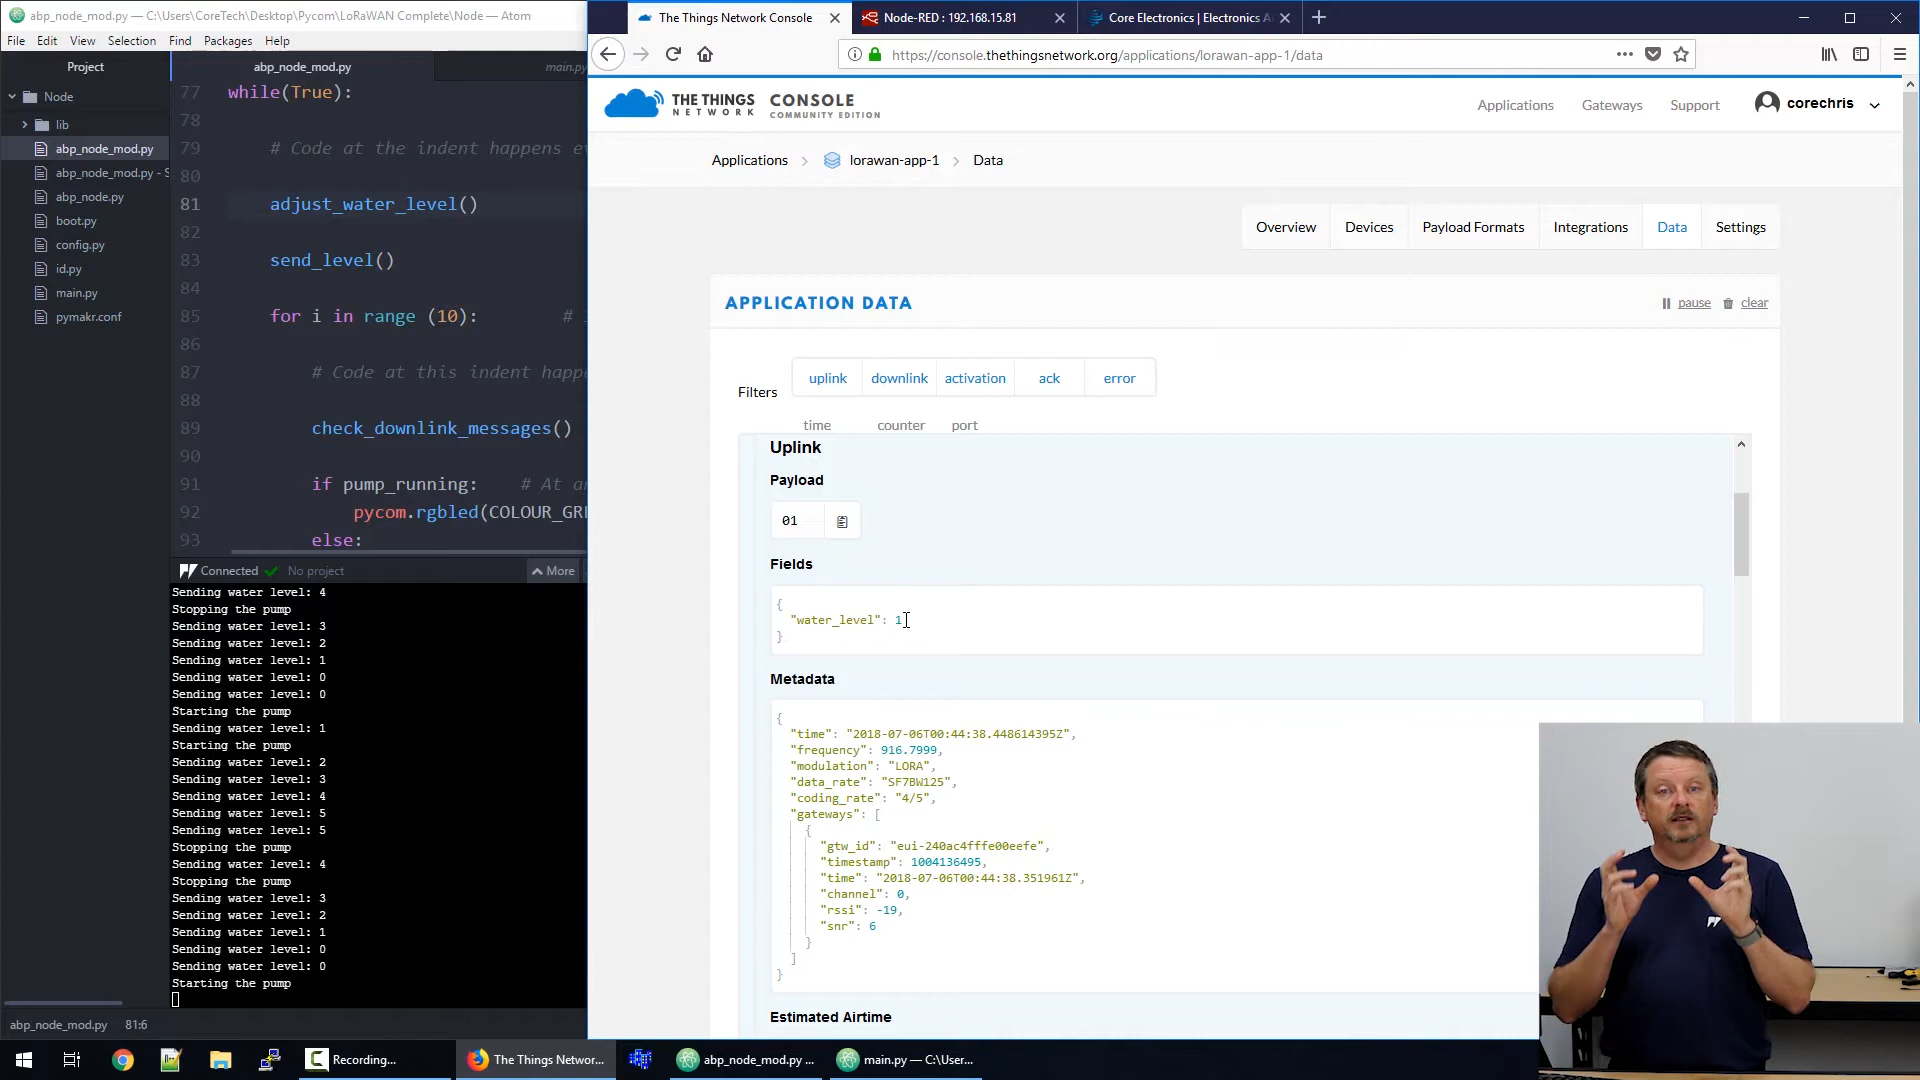 abp_node_mod.py — C:\Users\CoreTech\Desktop\Pycom\LoRaWAN Complete\Node — Atom
File Edit View Selection Find Packages Help
Project
Node
lib
abp_node_mod.py
abp_node_mod.py - S
abp_node.py
boot.py
config.py
id.py
main.py
pymakr.conf
abp_node_mod.py main.py
77 while(True):
78
79 # Code at the indent happens ev
80
81 adjust_water_level()
82
83 send_level()
84
85 for i in range (10): #
86
87 # Code at this indent happe
88
89 check_downlink_messages()
90
91 if pump_running: # At an
92 pycom.rgbled(COLOUR_GRE
93 else:
Connected No project More
Sending water level: 4
Stopping the pump
Sending water level: 3
Sending water level: 2
Sending water level: 1
Sending water level: 0
Sending water level: 0
Starting the pump
Sending water level: 1
Starting the pump
Sending water level: 2
Sending water level: 3
Sending water level: 4
Sending water level: 5
Sending water level: 5
Stopping the pump
Sending water level: 4
Stopping the pump
Sending water level: 3
Sending water level: 2
Sending water level: 1
Sending water level: 0
Sending water level: 0
Starting the pump
abp_node_mod.py 81:6
The Things Network Console Node-RED : 192.168.15.81 Core Electronics | Electronics A
https://console.thethingsnetwork.org/applications/lorawan-app-1/data
THE THINGS NETWORK CONSOLE COMMUNITY EDITION
Applications Gateways Support corechris
Applications > lorawan-app-1 > Data
Overview Devices Payload Formats Integrations Data Settings
APPLICATION DATA pause clear
Filters uplink downlink activation ack error
time counter port
Uplink
Payload
01
Fields
{
"water_level": 1
}
Metadata
{
"time": "2018-07-06T00:44:38.448614395Z",
"frequency": 916.7999,
"modulation": "LORA",
"data_rate": "SF7BW125",
"coding_rate": "4/5",
"gateways": [
{
"gtw_id": "eui-240ac4fffe00eefe",
"timestamp": 1004136495,
"time": "2018-07-06T00:44:38.351961Z",
"channel": 0,
"rssi": -19,
"snr": 6
}
]
}
Estimated Airtime
Recording... The Things Networ... abp_node_mod.py ... main.py — C:\User...